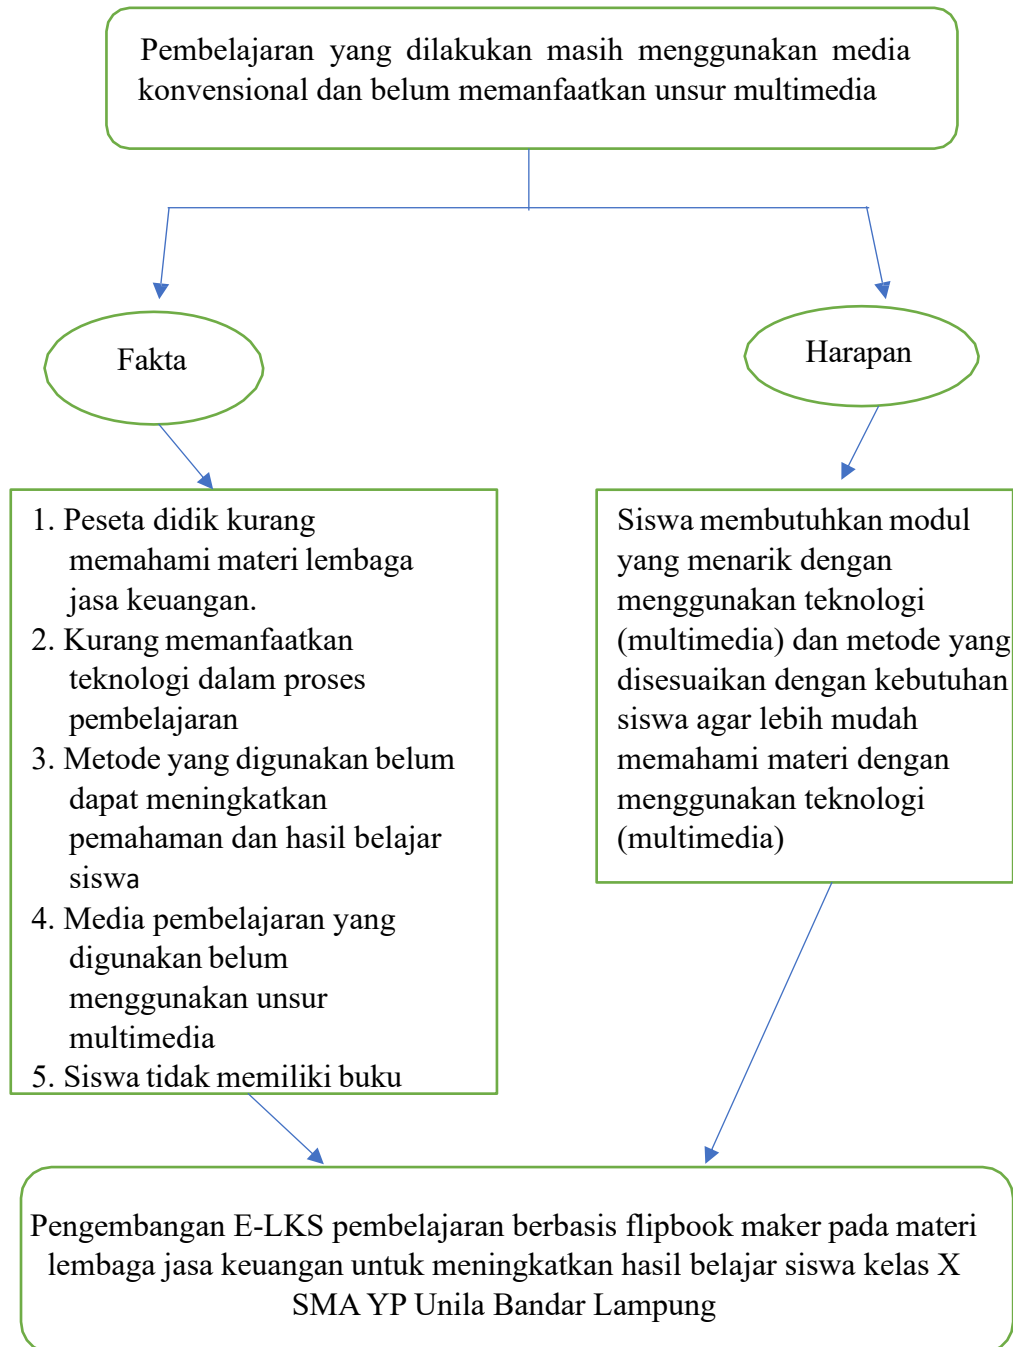 Pembelajaran yang dilakukan masih menggunakan media
konvensional dan belum memanfaatkan unsur multimedia
Fakta
Harapan
1. Peseta didik kurang
memahami materi lembaga
jasa keuangan.
2. Kurang memanfaatkan
teknologi dalam proses
pembelajaran
3. Metode yang digunakan belum
dapat meningkatkan
pemahaman dan hasil belajar
siswa
4. Media pembelajaran yang
digunakan belum
menggunakan unsur
multimedia
5. Siswa tidak memiliki buku
Siswa membutuhkan modul
yang menarik dengan
menggunakan teknologi
(multimedia) dan metode yang
disesuaikan dengan kebutuhan
siswa agar lebih mudah
memahami materi dengan
menggunakan teknologi
(multimedia)
Pengembangan E-LKS pembelajaran berbasis flipbook maker pada materi
lembaga jasa keuangan untuk meningkatkan hasil belajar siswa kelas X
SMA YP Unila Bandar Lampung